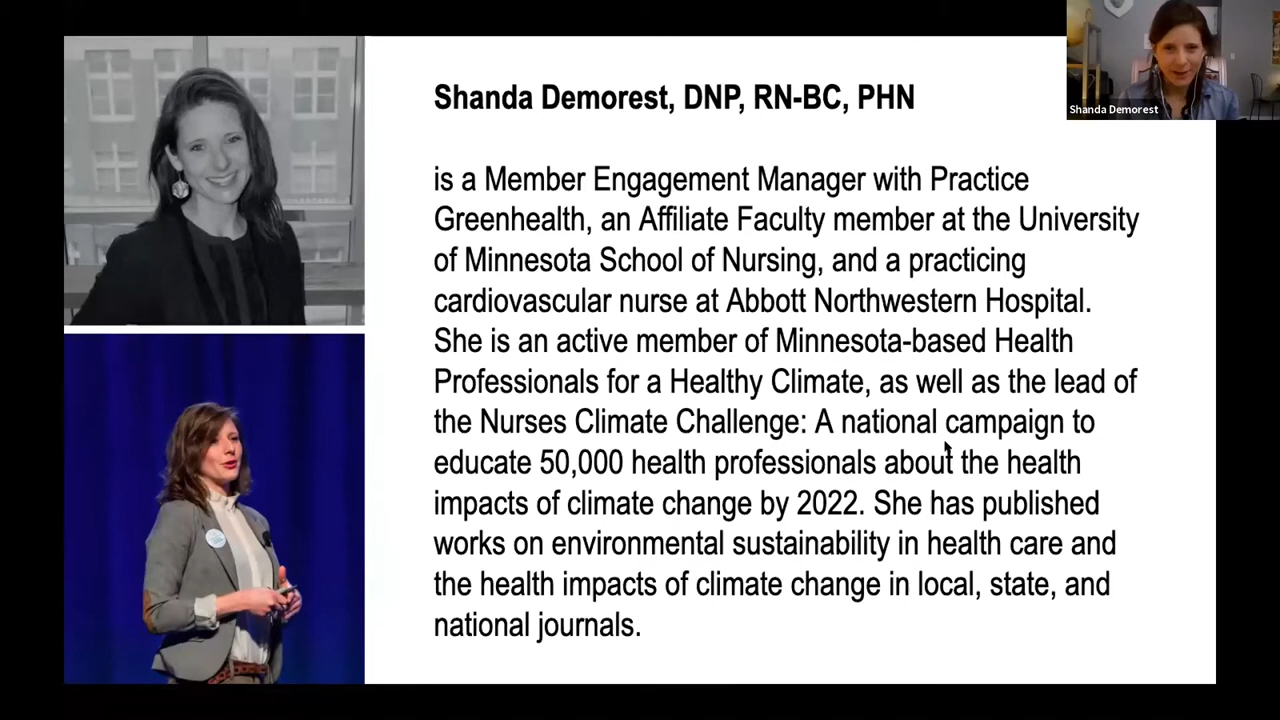 Shanda Demorest, DNP, RN-BC, PHN
Shanda Demorest
is a Member Engagement Manager with Practice
Greenhealth, an Affiliate Faculty member at the University
of Minnesota School of Nursing, and a practicing
cardiovascular nurse at Abbott Northwestern Hospital.
She is an active member of Minnesota-based Health
Professionals for a Healthy Climate, as well as the lead of
the Nurses Climate Challenge: A national campaign to
educate 50,000 health professionals about the health
impacts of climate change by 2022. She has published
works on environmental sustainability in health care and
the health impacts of climate change in local, state, and
national journals.